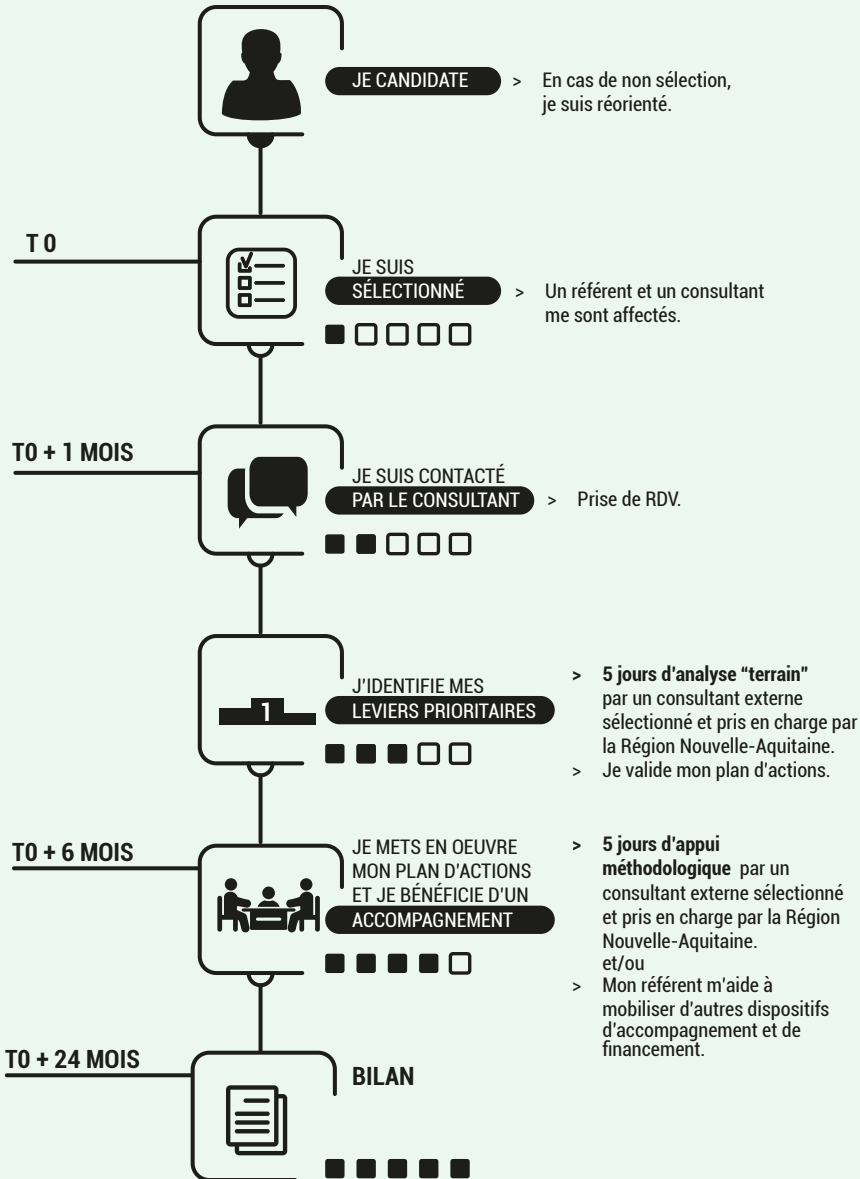 JE CANDIDATE
> En cas de non sélection,
je suis réorienté.
T 0
JE SUIS
SÉLECTIONNÉ
> Un référent et un consultant
me sont affectés.
T0 + 1 MOIS
JE SUIS CONTACTÉ
PAR LE CONSULTANT
> Prise de RDV.
1
J'IDENTIFIE MES
LEVIERS PRIORITAIRES
> 5 jours d'analyse “terrain”
par un consultant externe
sélectionné et pris en charge par
la Région Nouvelle-Aquitaine.
> Je valide mon plan d'actions.
T0 + 6 MOIS
JE METS EN OEUVRE
MON PLAN D'ACTIONS
ET JE BÉNÉFICIE D'UN
ACCOMPAGNEMENT
> 5 jours d'appui
méthodologique par un
consultant externe sélectionné
et pris en charge par la Région
Nouvelle-Aquitaine.
et/ou
> Mon référent m'aide à
mobiliser d'autres dispositifs
d'accompagnement et de
financement.
T0 + 24 MOIS
BILAN